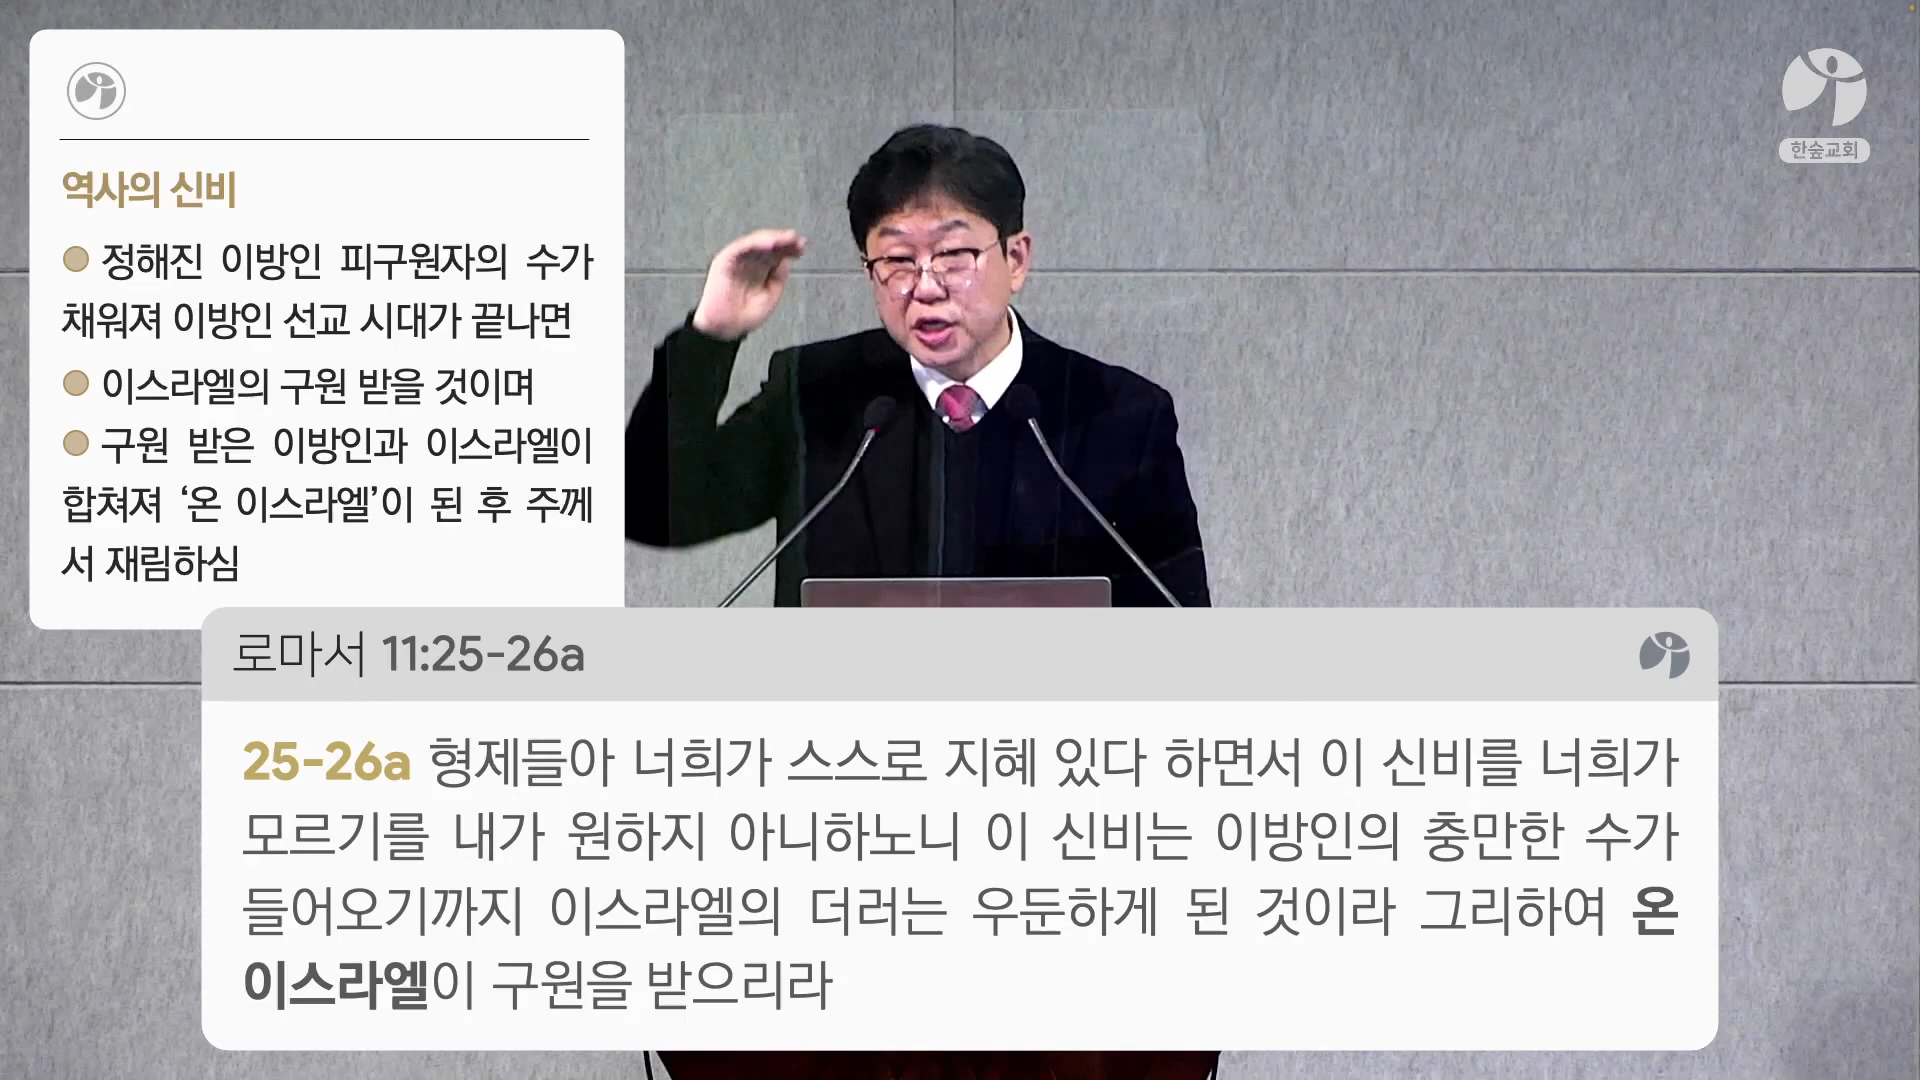 역사의 신비
정해진 이방인 피구원자의 수가
채워져 이방인 선교 시대가 끝나면
이스라엘의 구원 받을 것이며
구원 받은 이방인과 이스라엘이
합쳐져 ‘온 이스라엘’이 된 후 주께
서 재림하심
한숲교회
로마서 11:25-26a
25-26a 형제들아 너희가 스스로 지혜 있다 하면서 이 신비를 너희가
모르기를 내가 원하지 아니하노니 이 신비는 이방인의 충만한 수가
들어오기까지 이스라엘의 더러는 우둔하게 된 것이라 그리하여 온
이스라엘이 구원을 받으리라